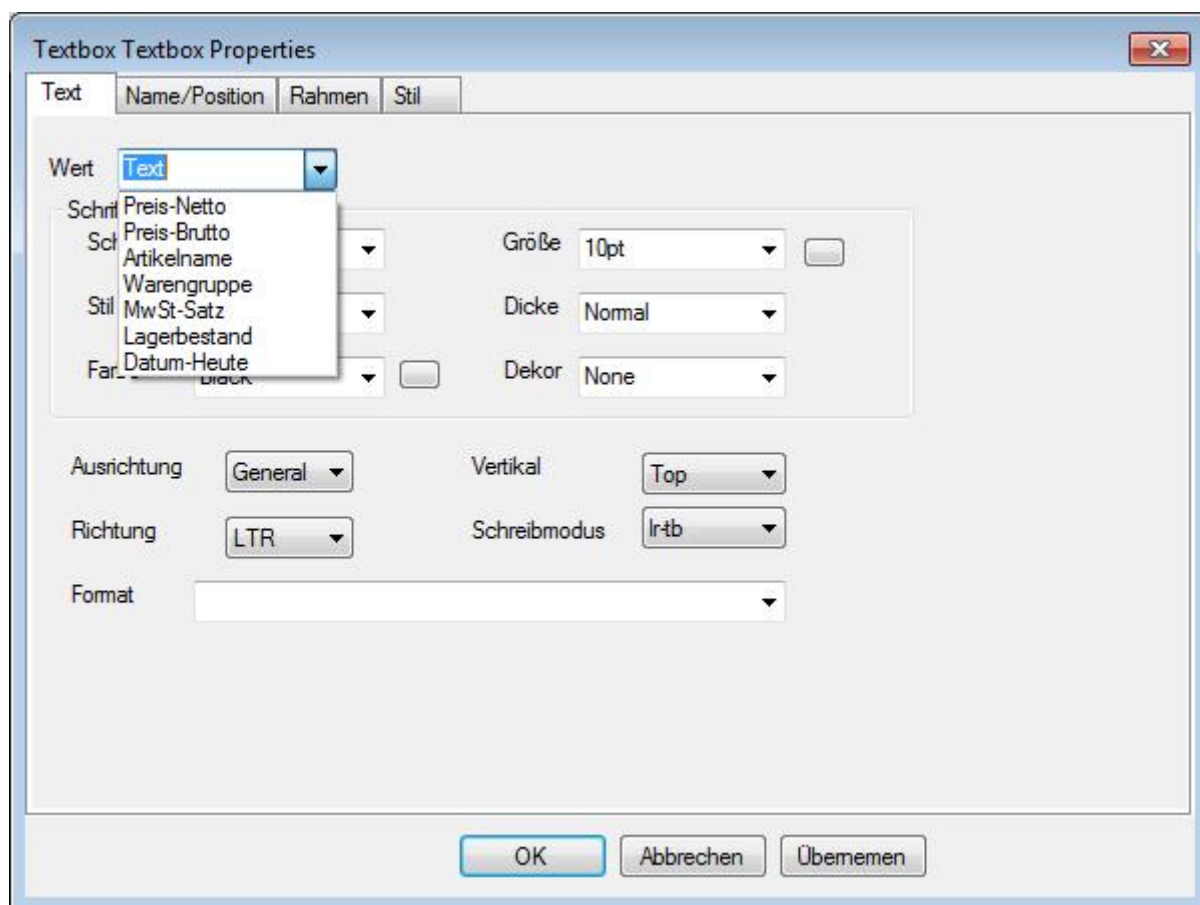 Textbox Textbox Properties
Text Name/Position Rahmen Stil
Wert Text
Preis-Netto
Preis-Brutto
Artikelname
Warengruppe
MwSt-Satz
Lagerbestand
Datum-Heute
Größe 10pt
Stil Dicke Normal
Dekor None
Ausrichtung General Vertikal Top
Richtung LTR Schreibmodus lr-tb
Format
OK Abbrechen Übernemen